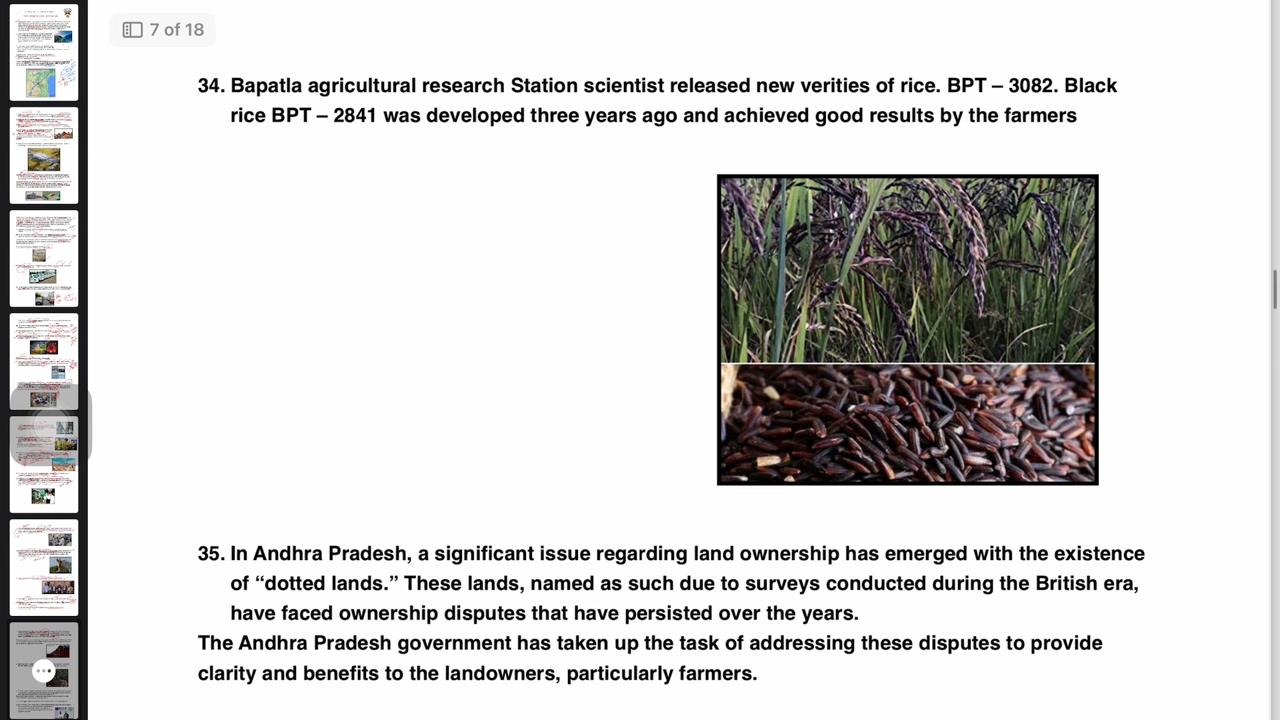 7 of 18
34. Bapatla agricultural research Station scientist released new verities of rice. BPT – 3082. Black
rice BPT – 2841 was developed three years ago and achieved good results by the farmers
35. In Andhra Pradesh, a significant issue regarding land ownership has emerged with the existence
of “dotted lands.” These lands, named as such due to surveys conducted during the British era,
have faced ownership disputes that have persisted over the years.
The Andhra Pradesh government has taken up the task of addressing these disputes to provide
clarity and benefits to the landowners, particularly farmers.